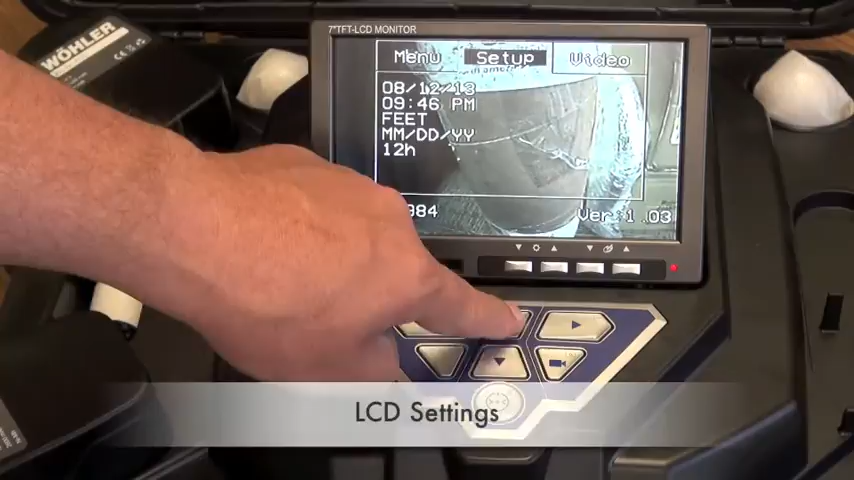 WÖHLER
7"TFT-LCD MONITOR
Menu Setup Video
08/12/13
09:46 PM
FEET
MM/DD/YY
12h
984
Ver:1.03
LCD Settings